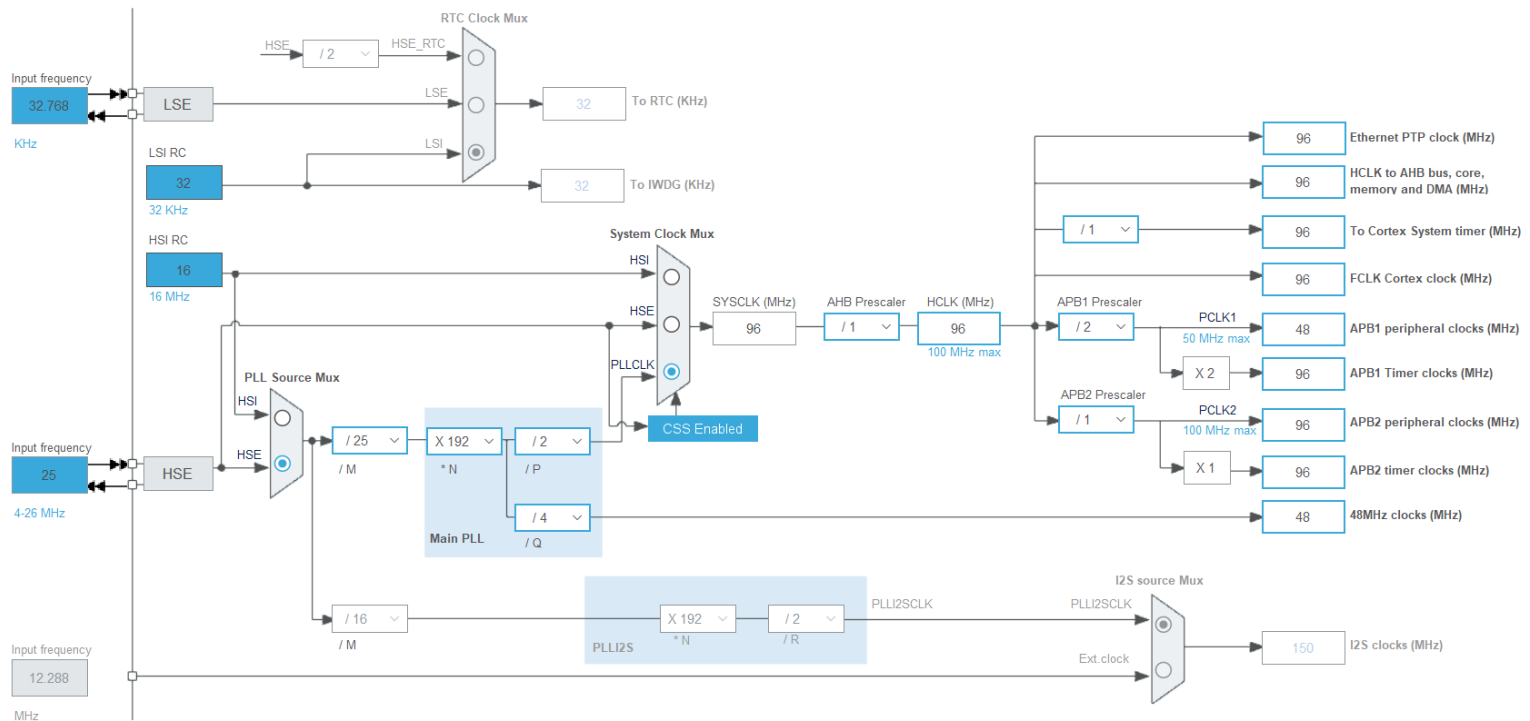 RTC Clock Mux
HSE
/ 2
HSE_RTC
Input frequency
32.768
KHz
LSE
LSE
32
To RTC (KHz)
LSI
LSI RC
32
32 KHz
32
To IWDG (KHz)
HSI RC
16
16 MHz
System Clock Mux
HSI
HSE
PLLCLK
SYSCLK (MHz)
96
AHB Prescaler
/ 1
HCLK (MHz)
96
100 MHz max
96
Ethernet PTP clock (MHz)
96
HCLK to AHB bus, core,
memory and DMA (MHz)
/ 1
96
To Cortex System timer (MHz)
96
FCLK Cortex clock (MHz)
APB1 Prescaler
/ 2
PCLK1
50 MHz max
48
APB1 peripheral clocks (MHz)
X 2
96
APB1 Timer clocks (MHz)
APB2 Prescaler
/ 1
PCLK2
100 MHz max
96
APB2 peripheral clocks (MHz)
X 1
96
APB2 timer clocks (MHz)
PLL Source Mux
HSI
HSE
Input frequency
25
4-26 MHz
HSE
/ 25
/ M
X 192
* N
/ 2
/ P
CSS Enabled
/ 4
/ Q
Main PLL
48
48MHz clocks (MHz)
/ 16
/ M
X 192
* N
/ 2
/ R
PLLI2S
PLLI2SCLK
I2S source Mux
PLLI2SCLK
Ext.clock
150
I2S clocks (MHz)
Input frequency
12.288
MHz